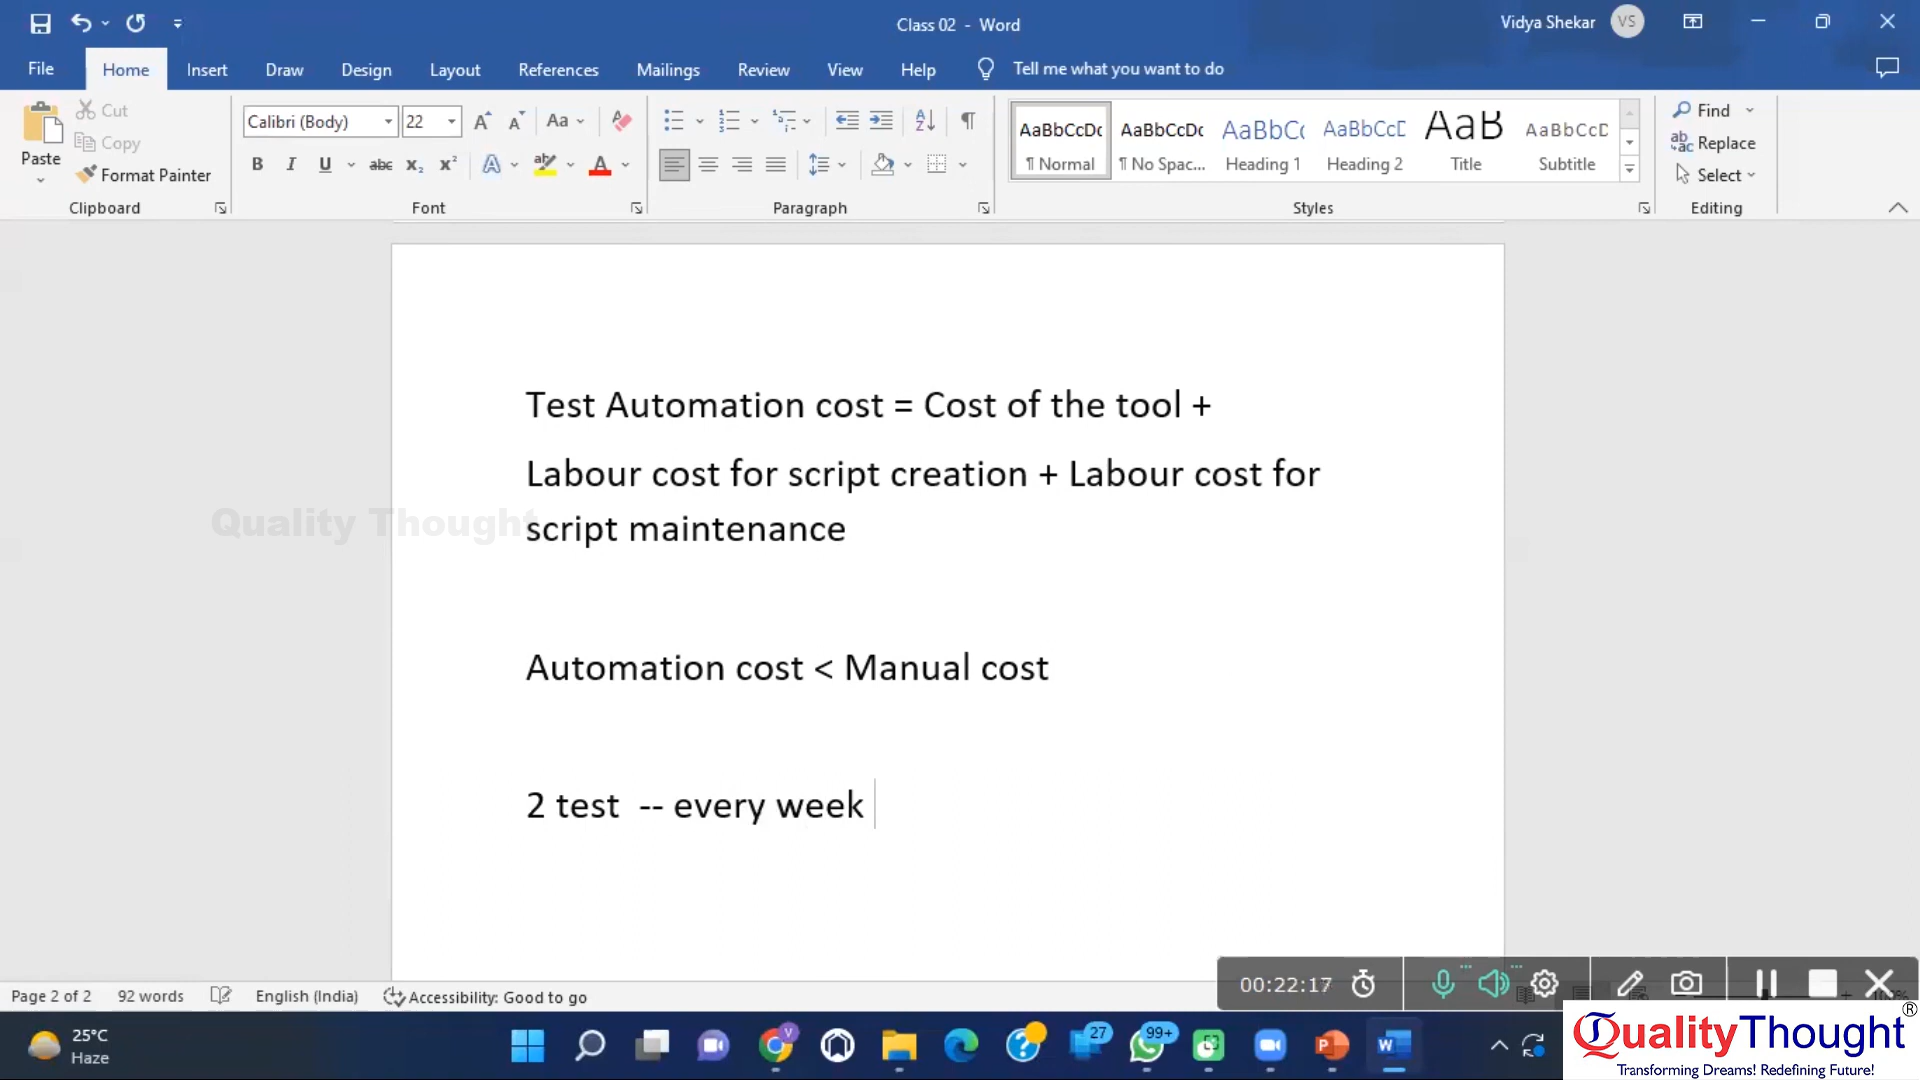 Class 02 - Word
Vidya Shekar
VS
File
Home
Insert
Draw
Design
Layout
References
Mailings
Review
View
Help
Tell me what you want to do
Paste
Cut
Copy
Format Painter
Clipboard
Calibri (Body)
22
Aa
B I U abc x₂ x²
Font
Paragraph
AaBbCcDc
¶ Normal
AaBbCcDc
¶ No Spac...
AaBbCc
Heading 1
AaBbCcD
Heading 2
AaB
Title
AaBbCcD
Subtitle
Styles
Find
Replace
Select
Editing
Test Automation cost = Cost of the tool +
Labour cost for script creation + Labour cost for
script maintenance
Quality Thought
Automation cost < Manual cost
2 test -- every week
00:22:17
Page 2 of 2
92 words
English (India)
Accessibility: Good to go
25°C
Haze
V
27
99+
QualityThought®
Transforming Dreams! Redefining Future!